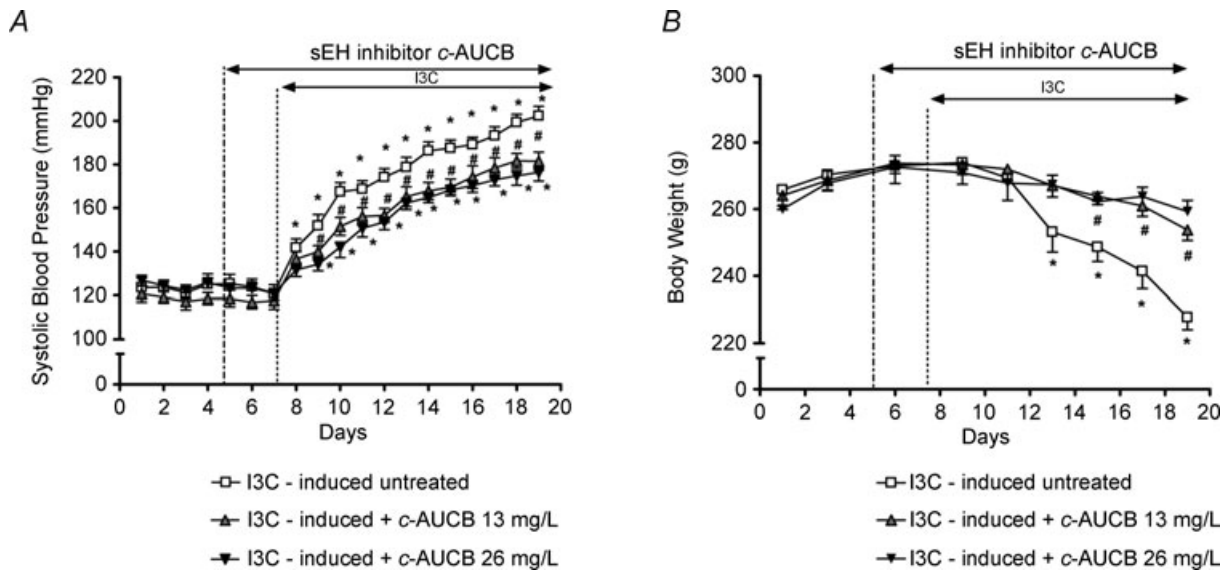 A
sEH inhibitor c-AUCB
I3C
Systolic Blood Pressure (mmHg)
220
200
180
160
140
120
100
0
* * * * * * * * * * * *
# # # # # # # # # # #
* * * * * * * * * * *
0 2 4 6 8 10 12 14 16 18 20
Days
I3C - induced untreated
I3C - induced + c-AUCB 13 mg/L
I3C - induced + c-AUCB 26 mg/L
B
sEH inhibitor c-AUCB
I3C
Body Weight (g)
300
280
260
240
220
0
# # #
* * * *
0 2 4 6 8 10 12 14 16 18 20
Days
I3C - induced untreated
I3C - induced + c-AUCB 13 mg/L
I3C - induced + c-AUCB 26 mg/L